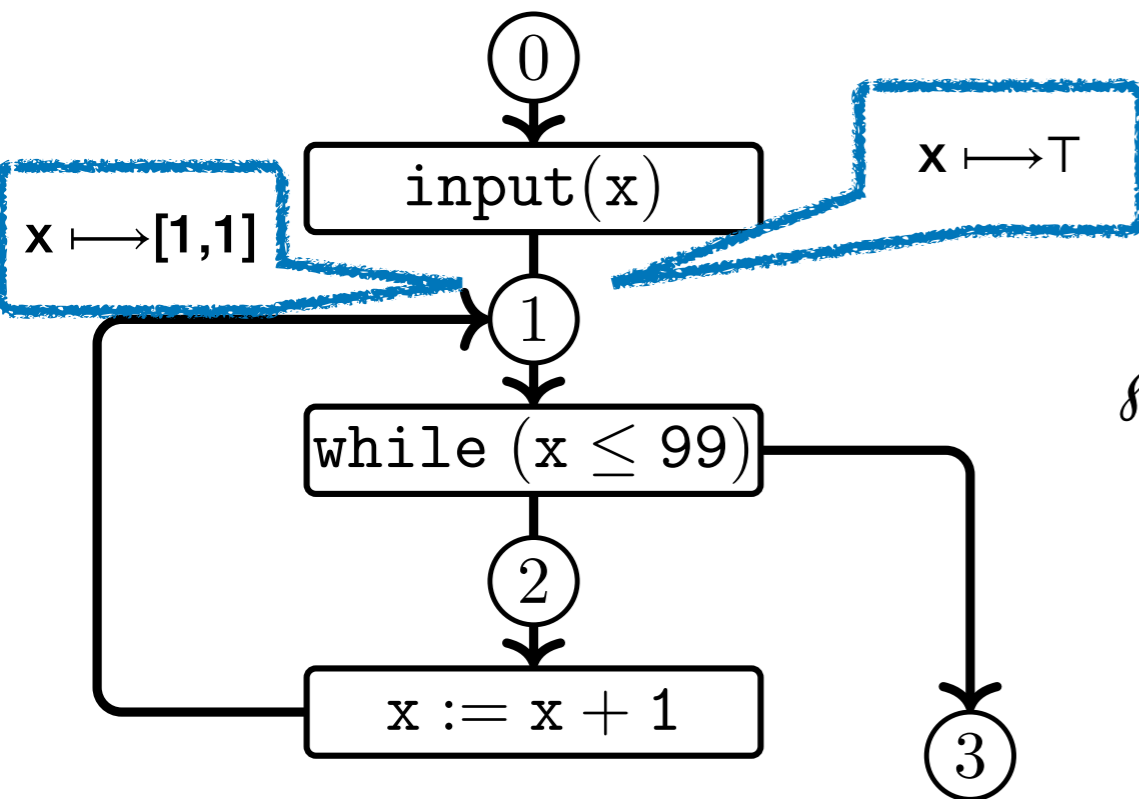 0
x ⟼ ⊤
input(x)
x ⟼ [1,1]
1
while (x ≤ 99)
2
x := x + 1
3